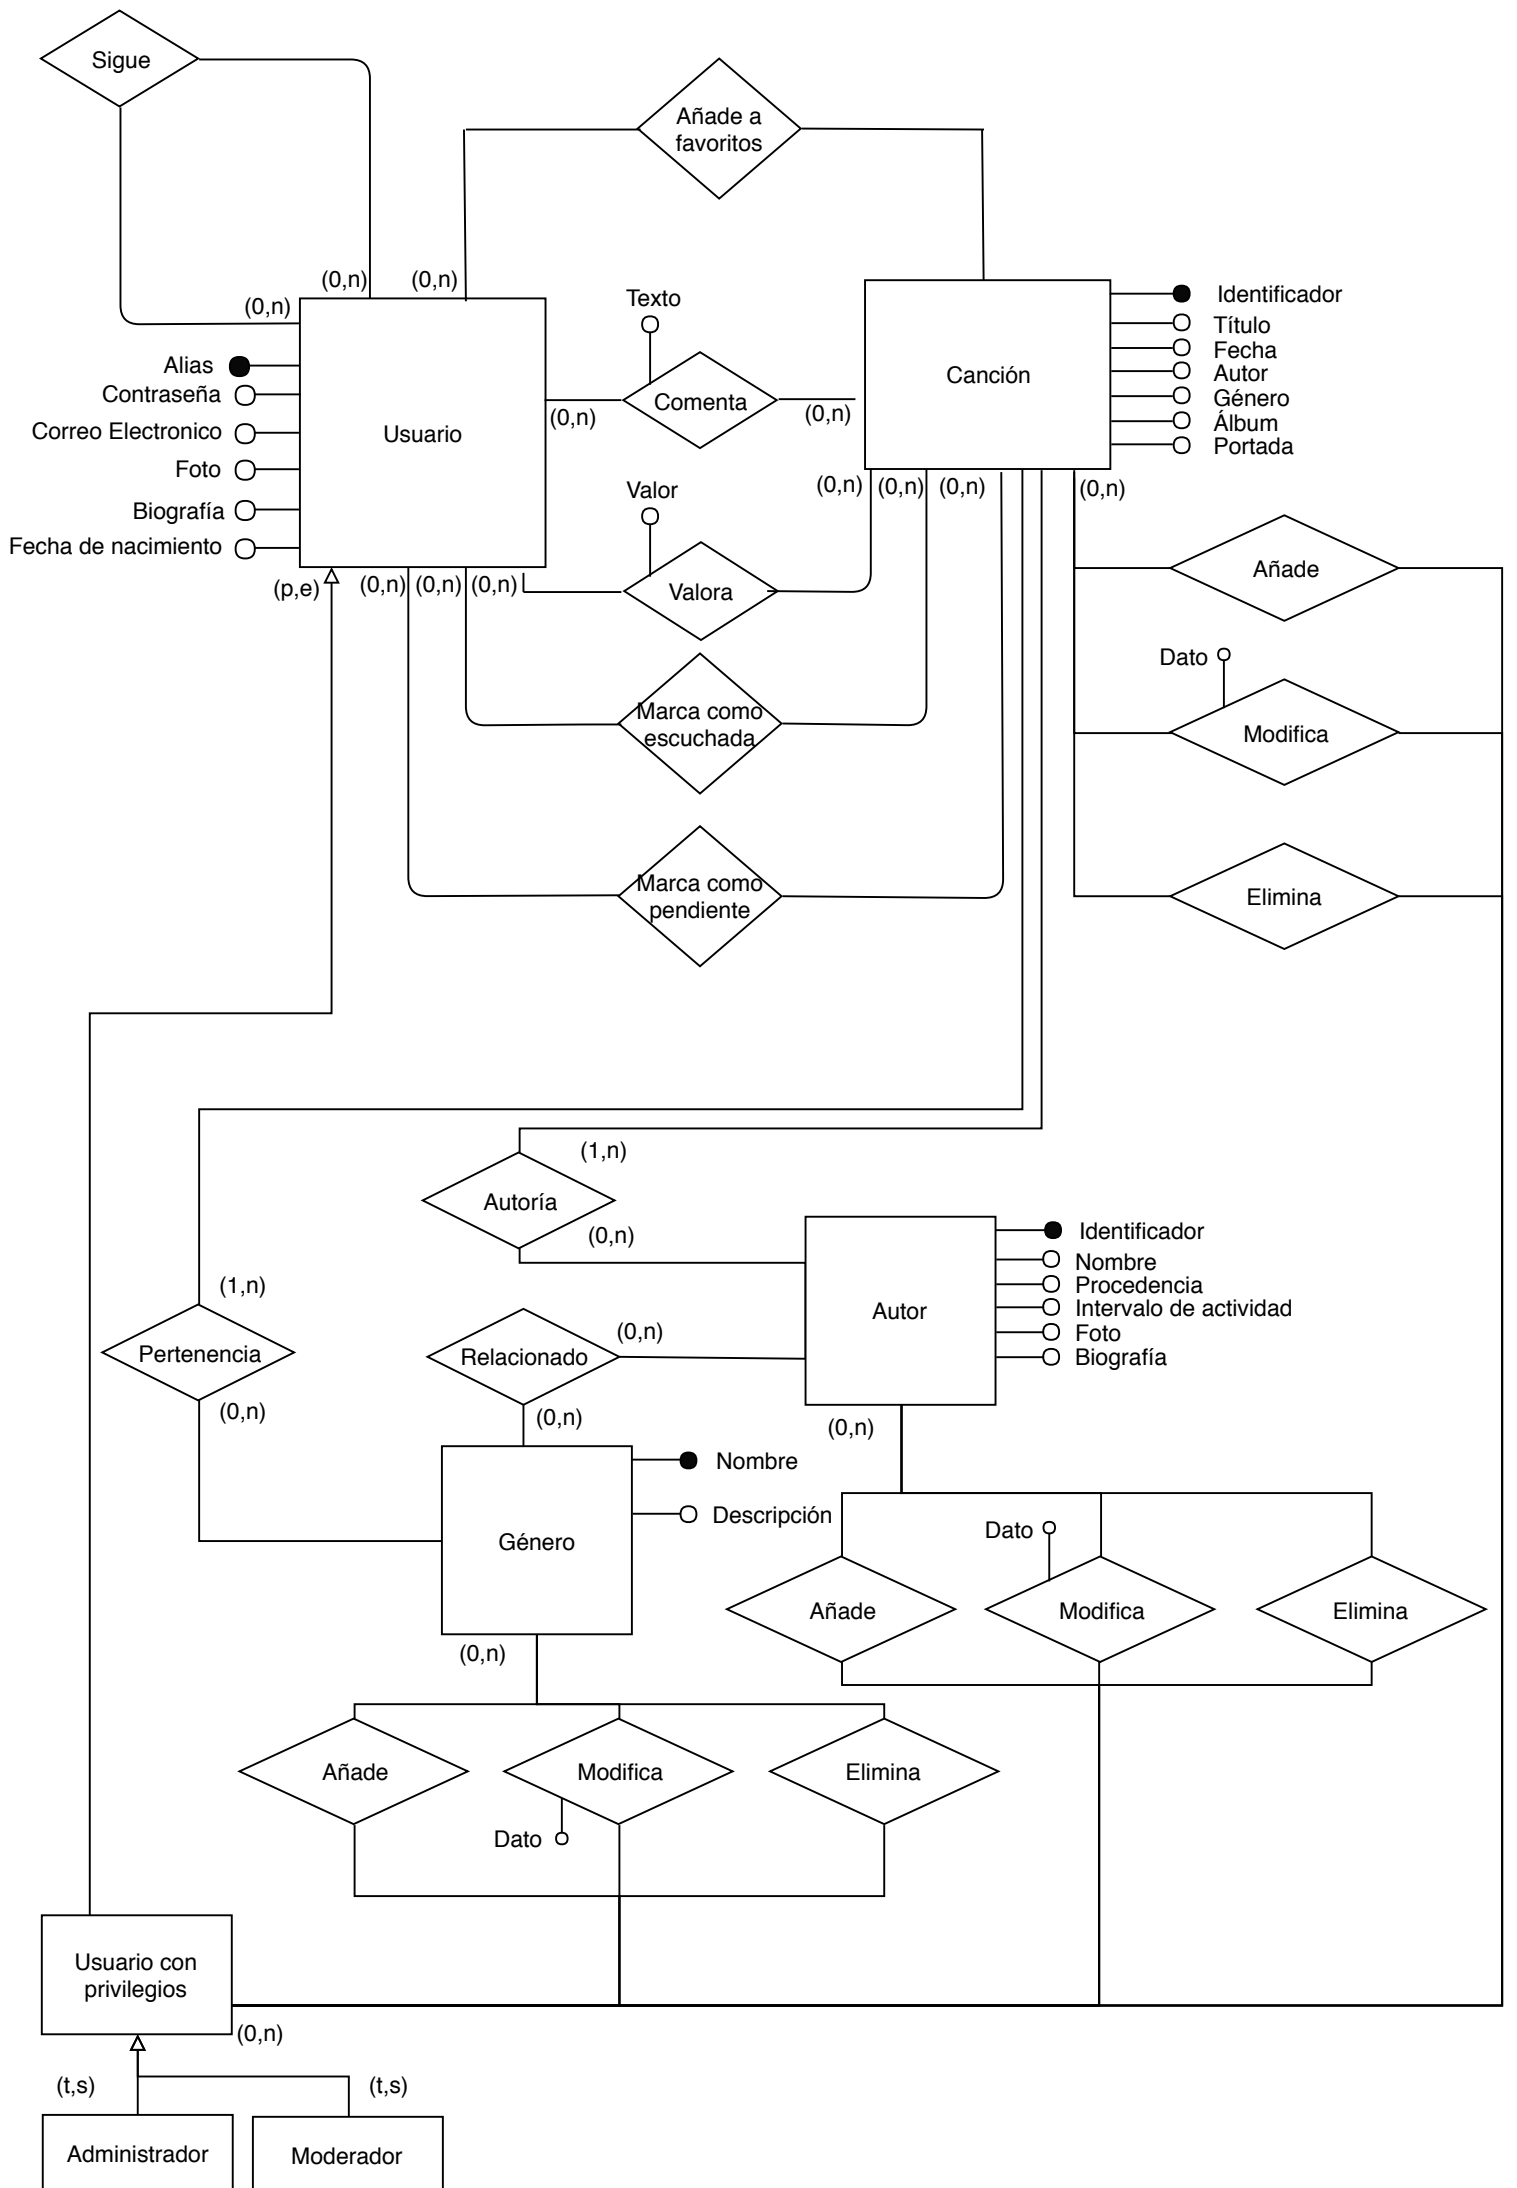 Sigue
Añade a
favoritos
(0,n)
(0,n)
(0,n)
Texto
Identificador
Título
Fecha
Autor
Género
Álbum
Portada
Alias
Contraseña
Correo Electronico
Foto
Biografía
Fecha de nacimiento
Usuario
Comenta
(0,n)
(0,n)
Canción
Valor
(0,n)
(0,n)
(0,n)
(0,n)
(p,e)
(0,n)
(0,n)
(0,n)
Valora
Añade
Dato
Marca como
escuchada
Modifica
Marca como
pendiente
Elimina
(1,n)
Autoría
(0,n)
Identificador
Nombre
Procedencia
Intervalo de actividad
Foto
Biografía
Autor
(1,n)
Pertenencia
(0,n)
Relacionado
(0,n)
(0,n)
(0,n)
Nombre
Descripción
Género
Dato
Añade
Modifica
Elimina
(0,n)
Añade
Modifica
Elimina
Dato
Usuario con
privilegios
(0,n)
(t,s)
(t,s)
Administrador
Moderador